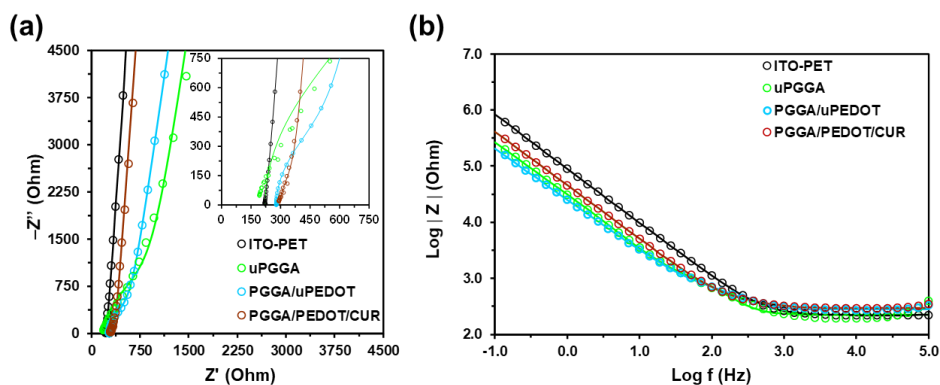 (a)
4500
3750
3000
2250
1500
750
0
0 750 1500 2250 3000 3750 4500
–Z’’ (Ohm)
Z' (Ohm)
750
600
450
300
150
0
0 150 300 450 600 750
ITO-PET
uPGGA
PGGA/uPEDOT
PGGA/PEDOT/CUR
(b)
7.0
6.0
5.0
4.0
3.0
2.0
-1.0 0.0 1.0 2.0 3.0 4.0 5.0
Log | Z | (Ohm)
Log f (Hz)
ITO-PET
uPGGA
PGGA/uPEDOT
PGGA/PEDOT/CUR